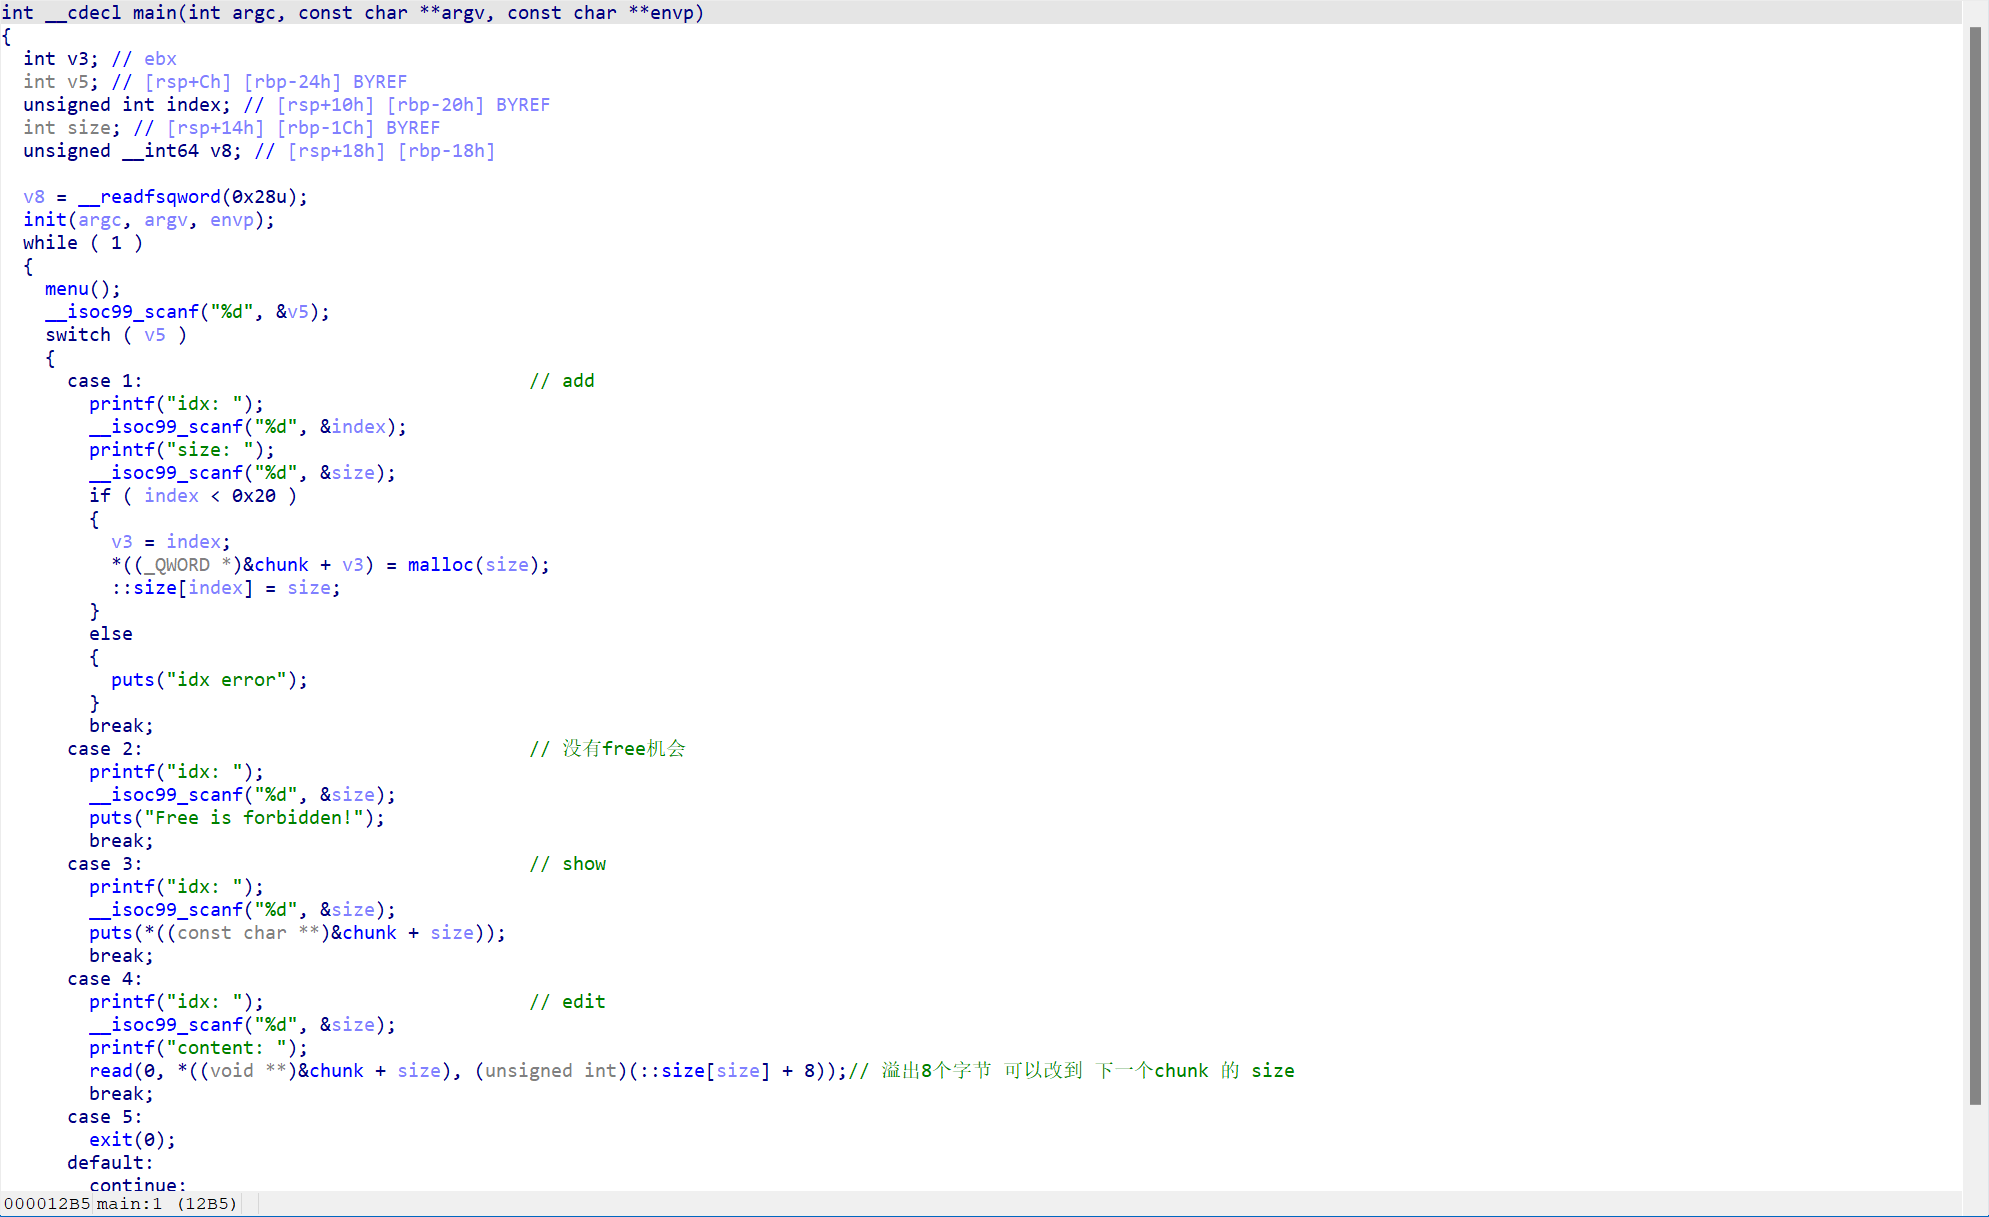 int __cdecl main(int argc, const char **argv, const char **envp)
{
  int v3; // ebx
  int v5; // [rsp+Ch] [rbp-24h] BYREF
  unsigned int index; // [rsp+10h] [rbp-20h] BYREF
  int size; // [rsp+14h] [rbp-1Ch] BYREF
  unsigned __int64 v8; // [rsp+18h] [rbp-18h]

  v8 = __readfsqword(0x28u);
  init(argc, argv, envp);
  while ( 1 )
  {
    menu();
    __isoc99_scanf("%d", &v5);
    switch ( v5 )
    {
      case 1:                                   // add
        printf("idx: ");
        __isoc99_scanf("%d", &index);
        printf("size: ");
        __isoc99_scanf("%d", &size);
        if ( index < 0x20 )
        {
          v3 = index;
          *((_QWORD *)&chunk + v3) = malloc(size);
          ::size[index] = size;
        }
        else
        {
          puts("idx error");
        }
        break;
      case 2:                                   // 没有free机会
        printf("idx: ");
        __isoc99_scanf("%d", &size);
        puts("Free is forbidden!");
        break;
      case 3:                                   // show
        printf("idx: ");
        __isoc99_scanf("%d", &size);
        puts(*((const char **)&chunk + size));
        break;
      case 4:
        printf("idx: ");                        // edit
        __isoc99_scanf("%d", &size);
        printf("content: ");
        read(0, *((void **)&chunk + size), (unsigned int)(::size[size] + 8));// 溢出8个字节 可以改到 下一个chunk 的 size
        break;
      case 5:
        exit(0);
      default:
        continue;
000012B5 main:1 (12B5)